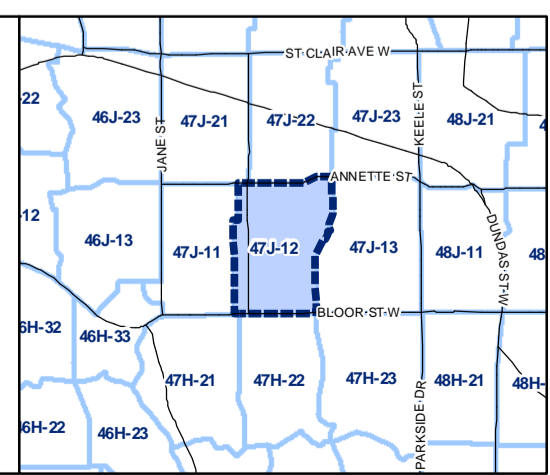 ST CLAIR AVE W
22
46J-23
JANE ST
47J-21
47J-22
47J-23
KEELE ST
48J-21
4
ANNETTE ST
12
46J-13
47J-11
47J-12
47J-13
48J-11
DUNDAS ST W
48
6H-32
46H-33
BLOOR ST W
47H-21
47H-22
47H-23
PARKSIDE DR
48H-21
48H-
6H-22
46H-23